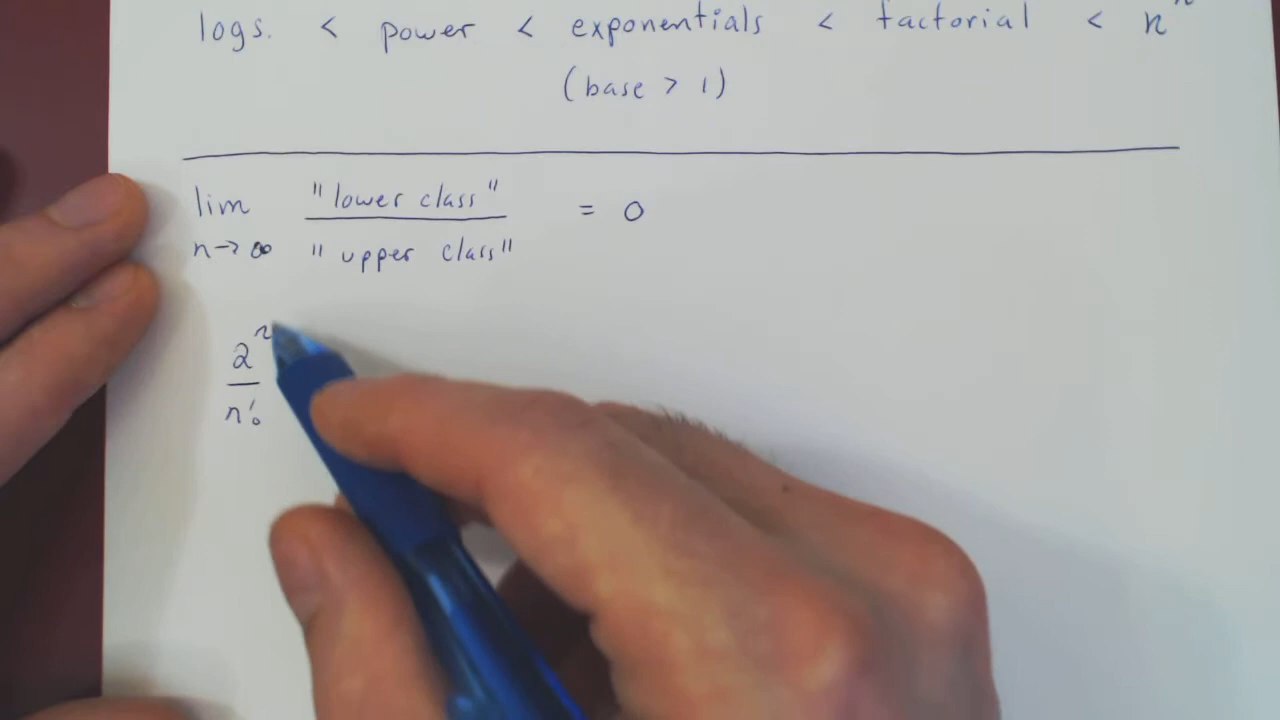 logs. < power < exponentials < factorial < n^n
(base > 1)
lim "lower class" = 0
n→∞ "upper class"
2^n
n!